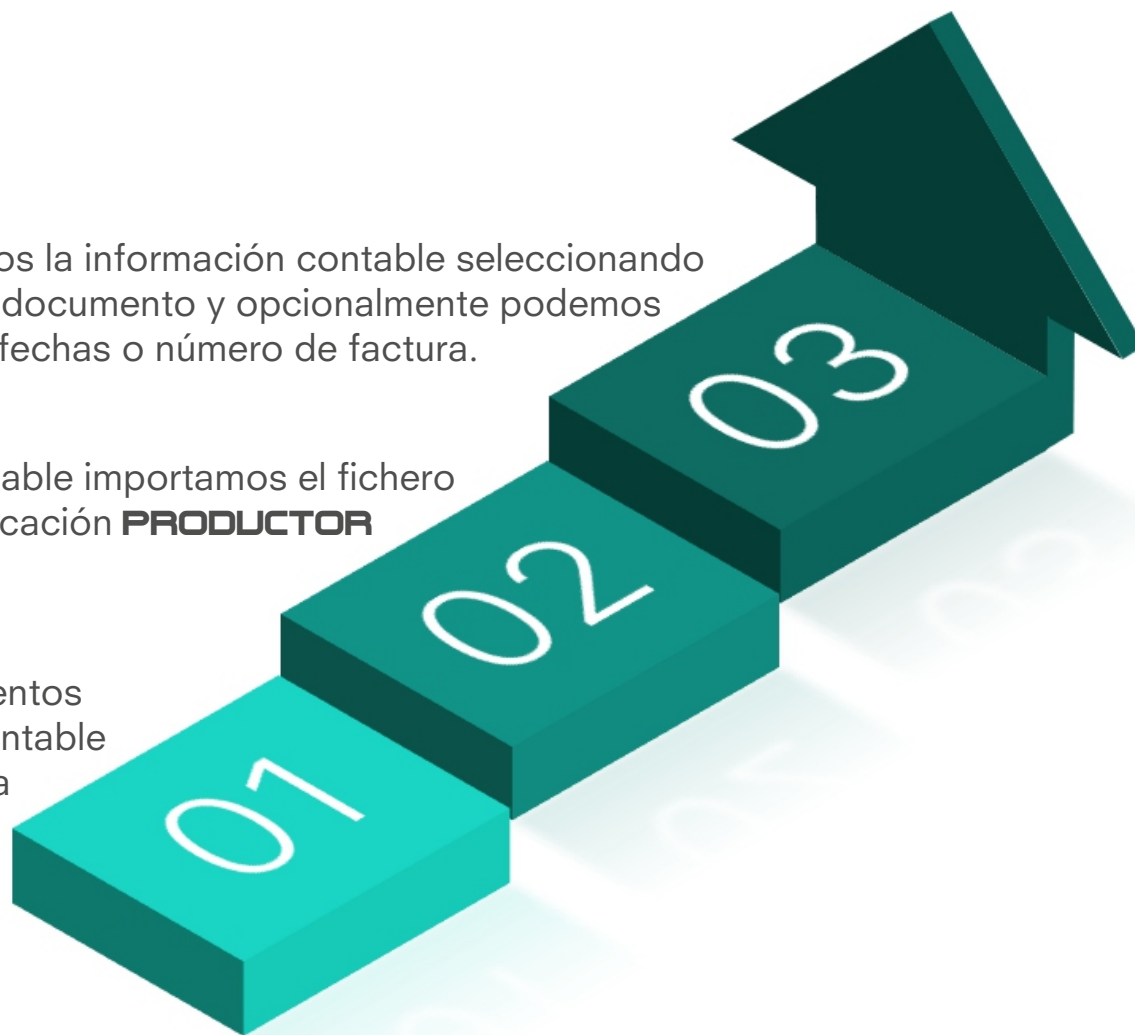 os la información contable seleccionando
documento y opcionalmente podemos
fechas o número de factura.
able importamos el fichero
cación PRODUCTOR
entos
ntable
a
01
02
03